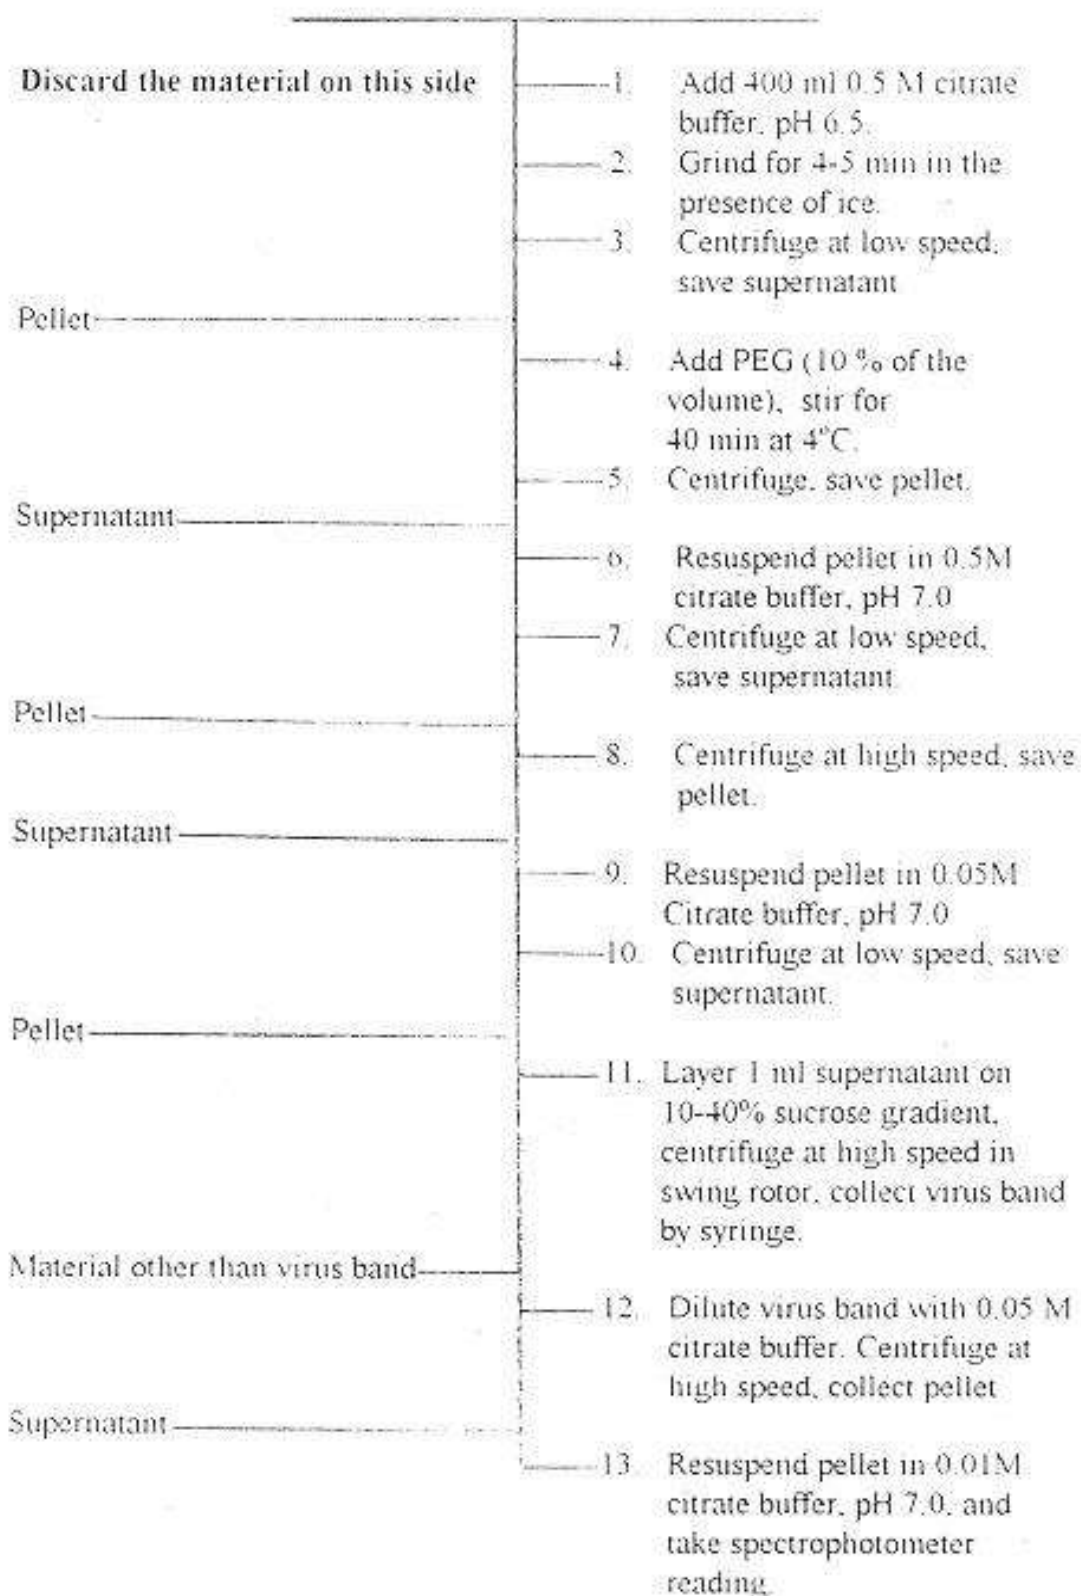 Discard the material on this side
1. Add 400 ml 0.5 M citrate
buffer, pH 6.5.
2. Grind for 4-5 min in the
presence of ice.
3. Centrifuge at low speed,
save supernatant
Pellet
4. Add PEG (10 % of the
volume), stir for
40 min at 4°C.
5. Centrifuge, save pellet.
Supernatant
6. Resuspend pellet in 0.5M
citrate buffer, pH 7.0
7. Centrifuge at low speed,
save supernatant.
Pellet
8. Centrifuge at high speed, save
pellet.
Supernatant
9. Resuspend pellet in 0.05M
Citrate buffer, pH 7.0
10. Centrifuge at low speed, save
supernatant.
Pellet
11. Layer 1 ml supernatant on
10-40% sucrose gradient,
centrifuge at high speed in
swing rotor, collect virus band
by syringe.
Material other than virus band
12. Dilute virus band with 0.05 M
citrate buffer. Centrifuge at
high speed, collect pellet
Supernatant
13. Resuspend pellet in 0.01M
citrate buffer, pH 7.0, and
take spectrophotometer
reading.